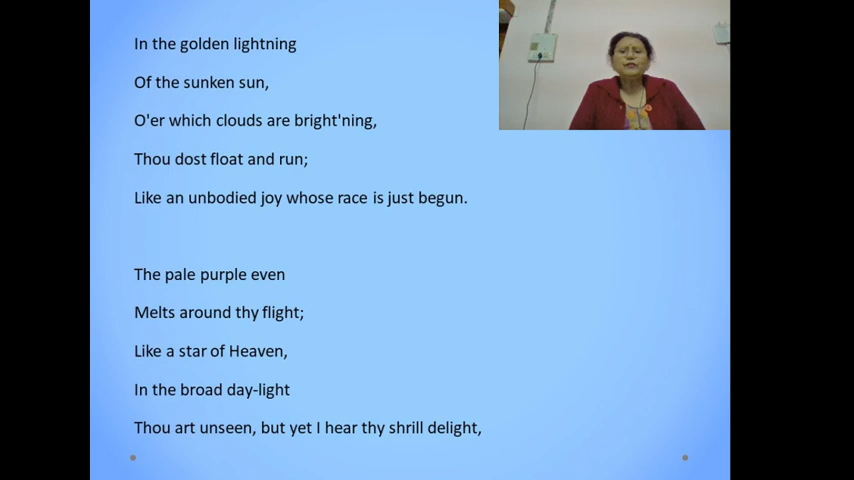 In the golden lightning
Of the sunken sun,
O'er which clouds are bright'ning,
Thou dost float and run;
Like an unbodied joy whose race is just begun.
The pale purple even
Melts around thy flight;
Like a star of Heaven,
In the broad day-light
Thou art unseen, but yet I hear thy shrill delight,